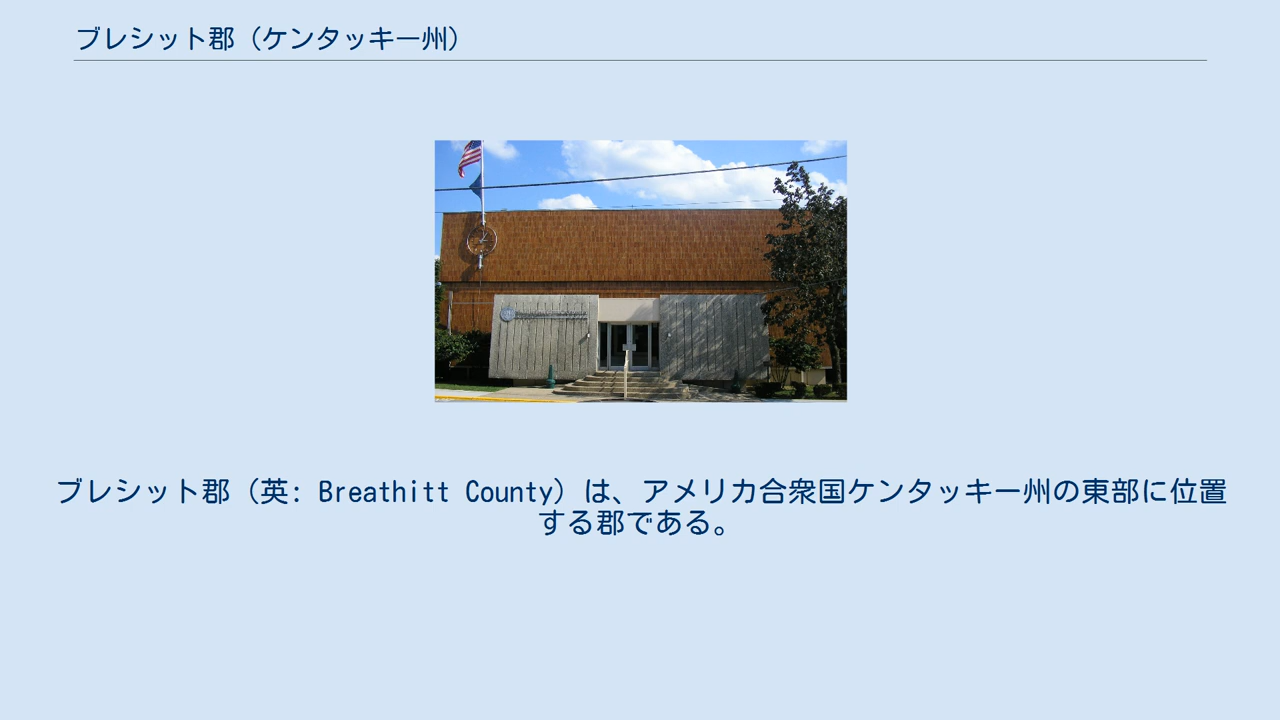 ブレシット郡（ケンタッキー州）
ブレシット郡（英: Breathitt County）は、アメリカ合衆国ケンタッキー州の東部に位置
する郡である。